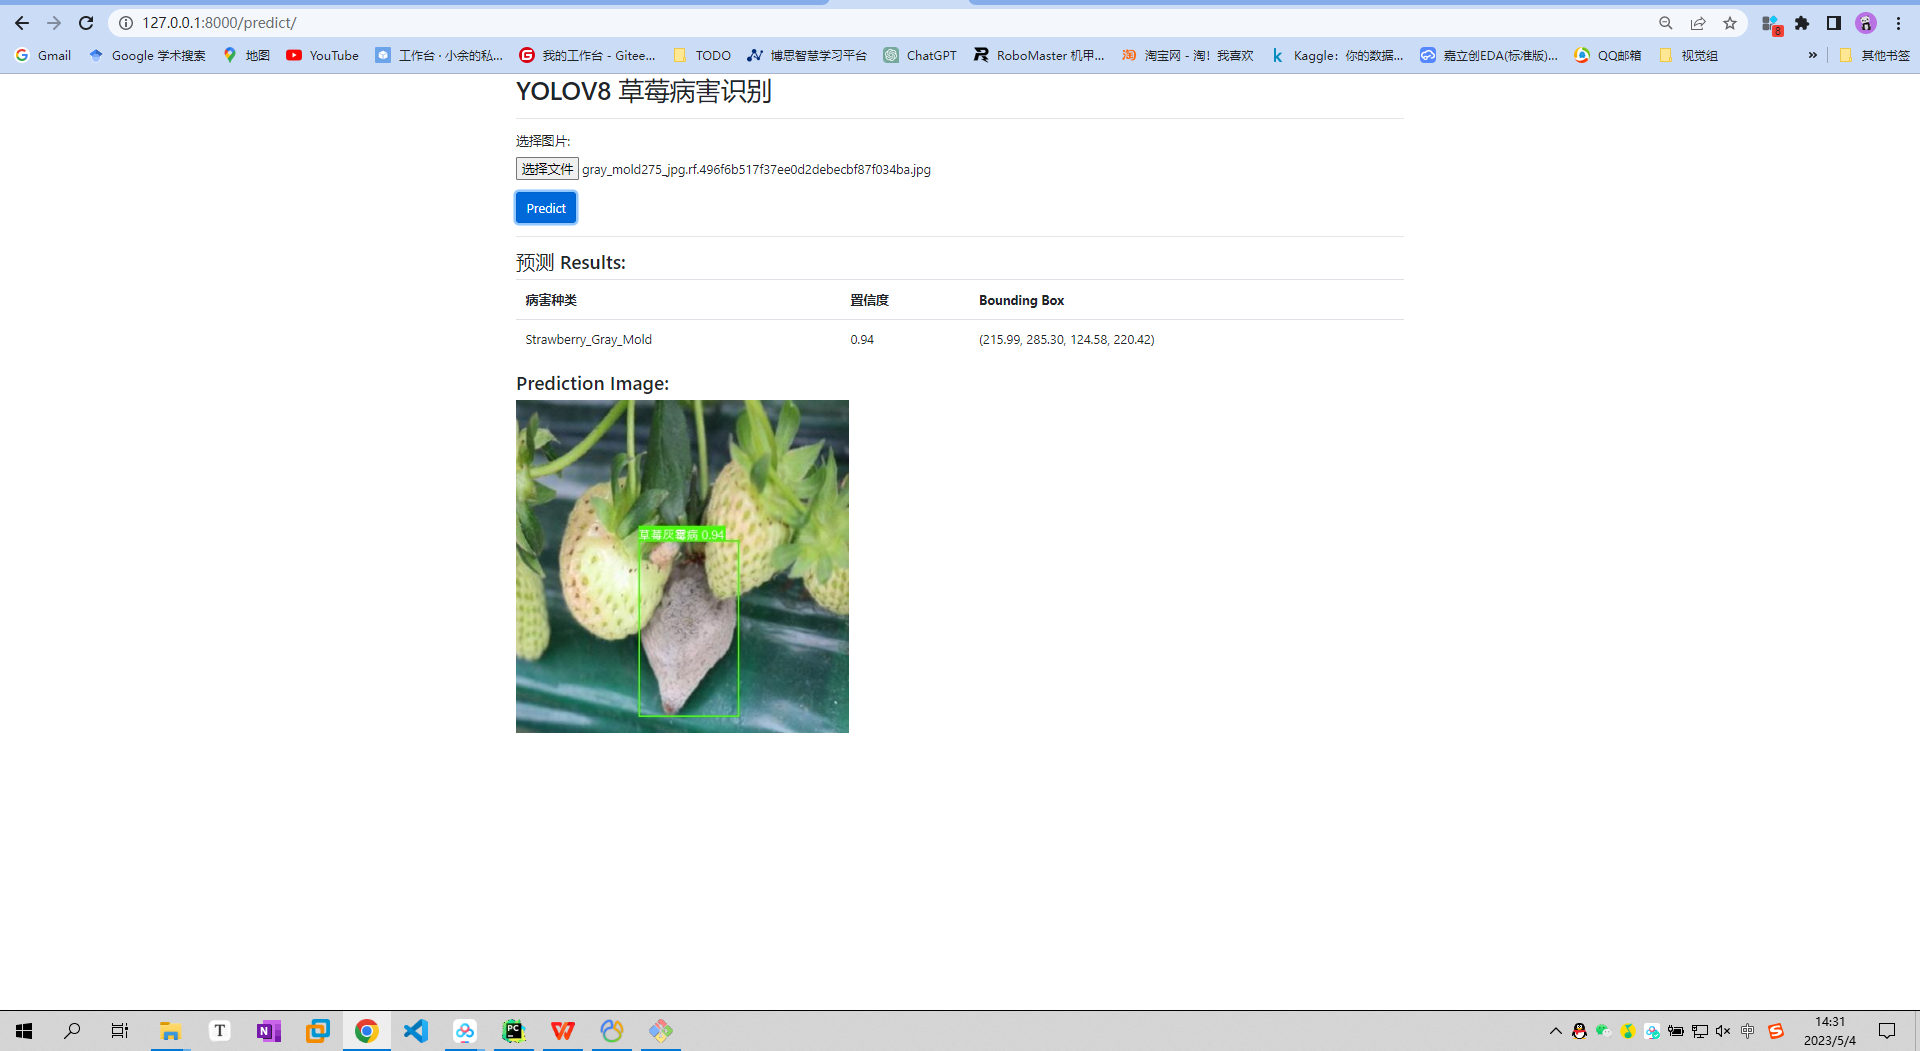 127.0.0.1:8000/predict/
8
Gmail
Google 学术搜索
地图
YouTube
工作台 · 小余的私...
我的工作台 - Gitee...
TODO
博思智慧学习平台
ChatGPT
RoboMaster 机甲...
淘宝网 - 淘！我喜欢
Kaggle：你的数据...
嘉立创EDA(标准版)...
QQ邮箱
视觉组
»
其他书签
YOLOV8 草莓病害识别
选择图片:
选择文件 gray_mold275_jpg.rf.496f6b517f37ee0d2debecbf87f034ba.jpg
Predict
预测 Results:
病害种类 置信度 Bounding Box
Strawberry_Gray_Mold 0.94 (215.99, 285.30, 124.58, 220.42)
Prediction Image:
草莓灰霉病 0.94
中
14:31
2023/5/4